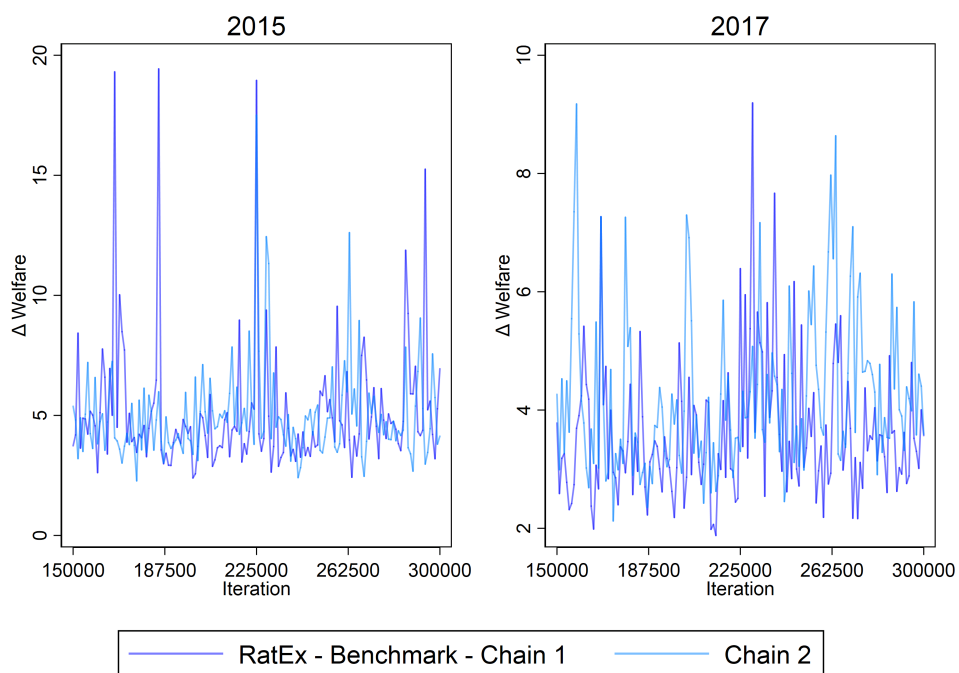 2015
20
15
10
5
0
Δ Welfare
150000 187500 225000 262500 300000
Iteration
2017
10
8
6
4
2
Δ Welfare
150000 187500 225000 262500 300000
Iteration
RatEx - Benchmark - Chain 1 Chain 2